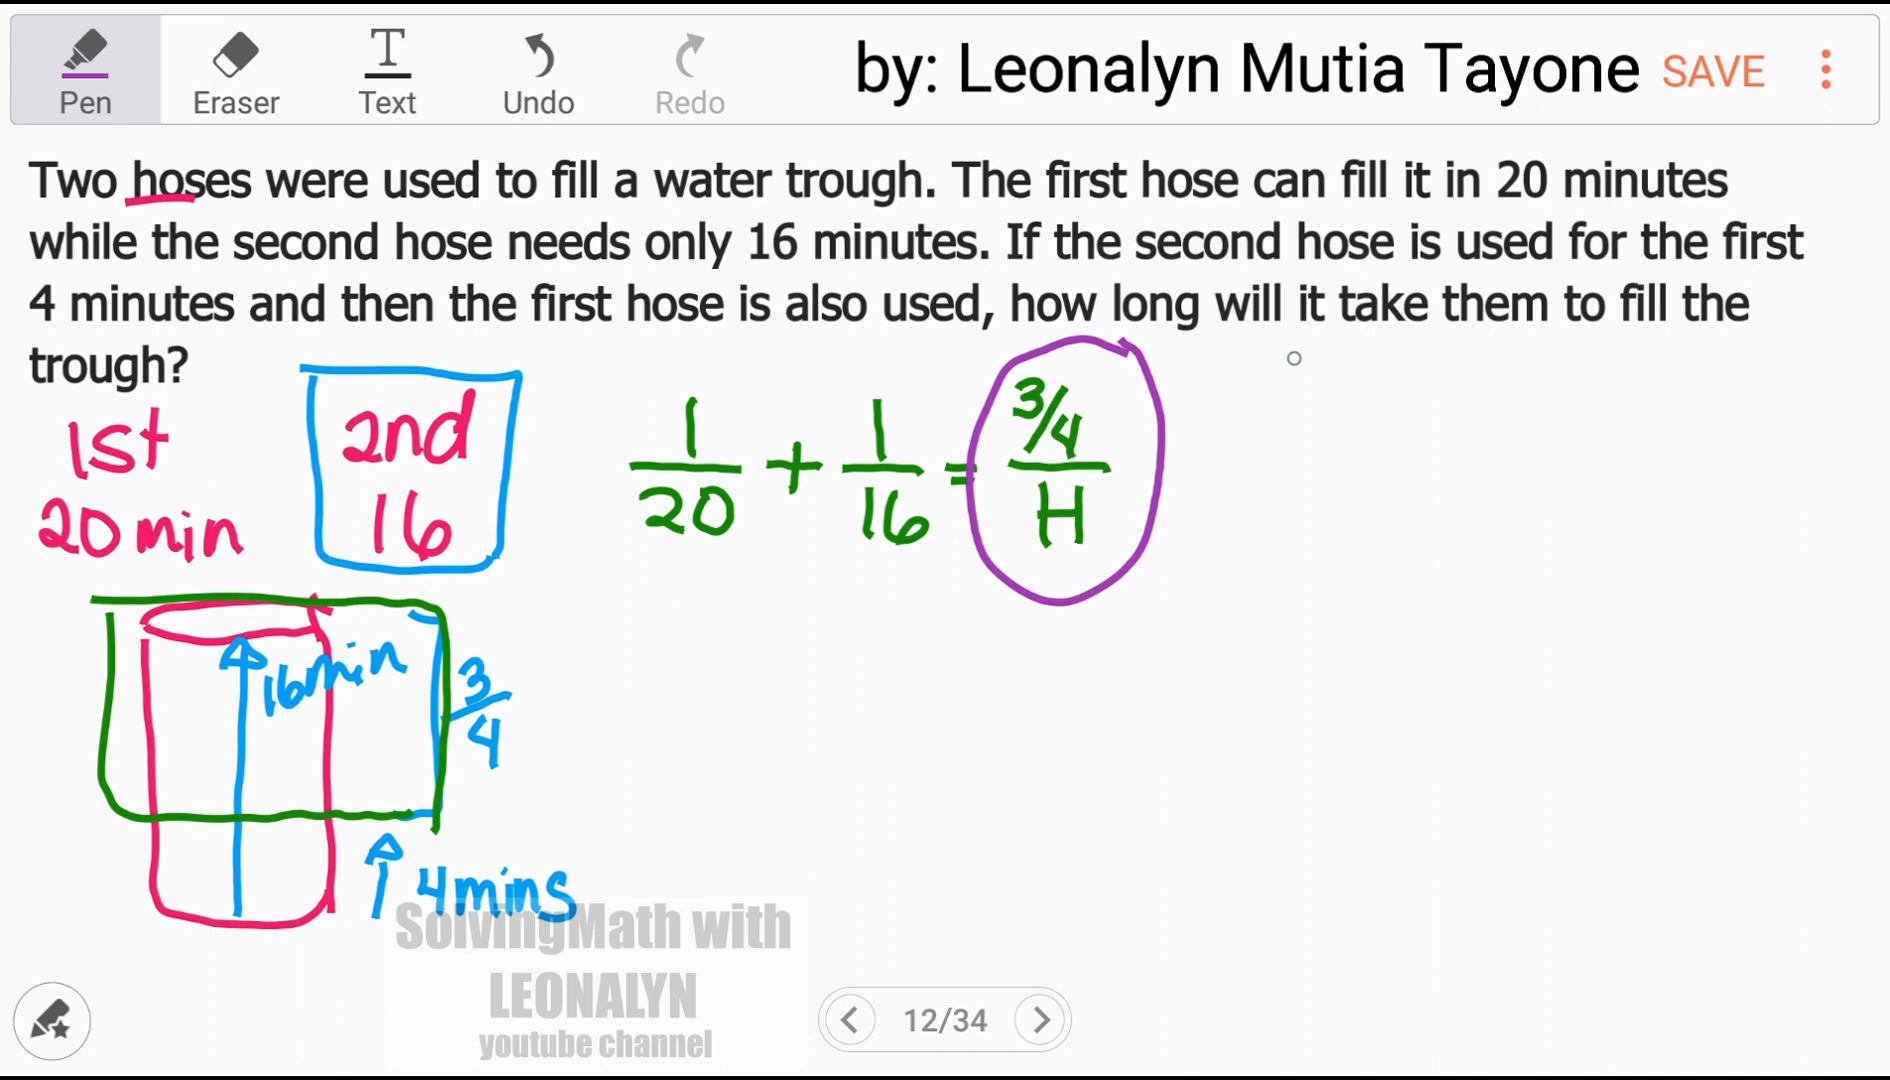 Pen Eraser Text Undo Redo by: Leonalyn Mutia Tayone SAVE
Two hoses were used to fill a water trough. The first hose can fill it in 20 minutes
while the second hose needs only 16 minutes. If the second hose is used for the first
4 minutes and then the first hose is also used, how long will it take them to fill the
trough?
1st
20 min
2nd
16
1/20 + 1/16 = 3/4/H
16min
3/4
4mins
SolvingMath with
LEONALYN
youtube channel
12/34